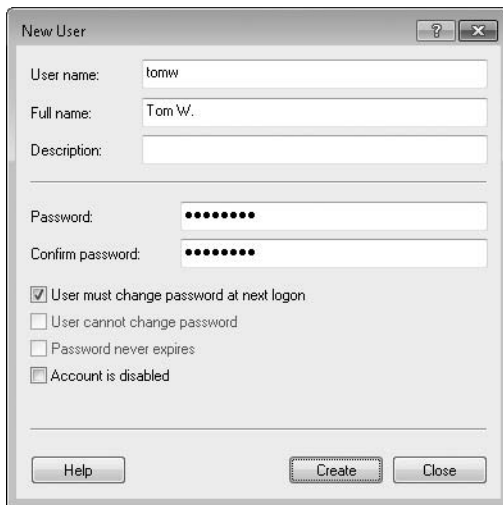 New User
User name: tomw
Full name: Tom W.
Description:
Password: ●●●●●●●●
Confirm password: ●●●●●●●●
User must change password at next logon
User cannot change password
Password never expires
Account is disabled
Help Create Close